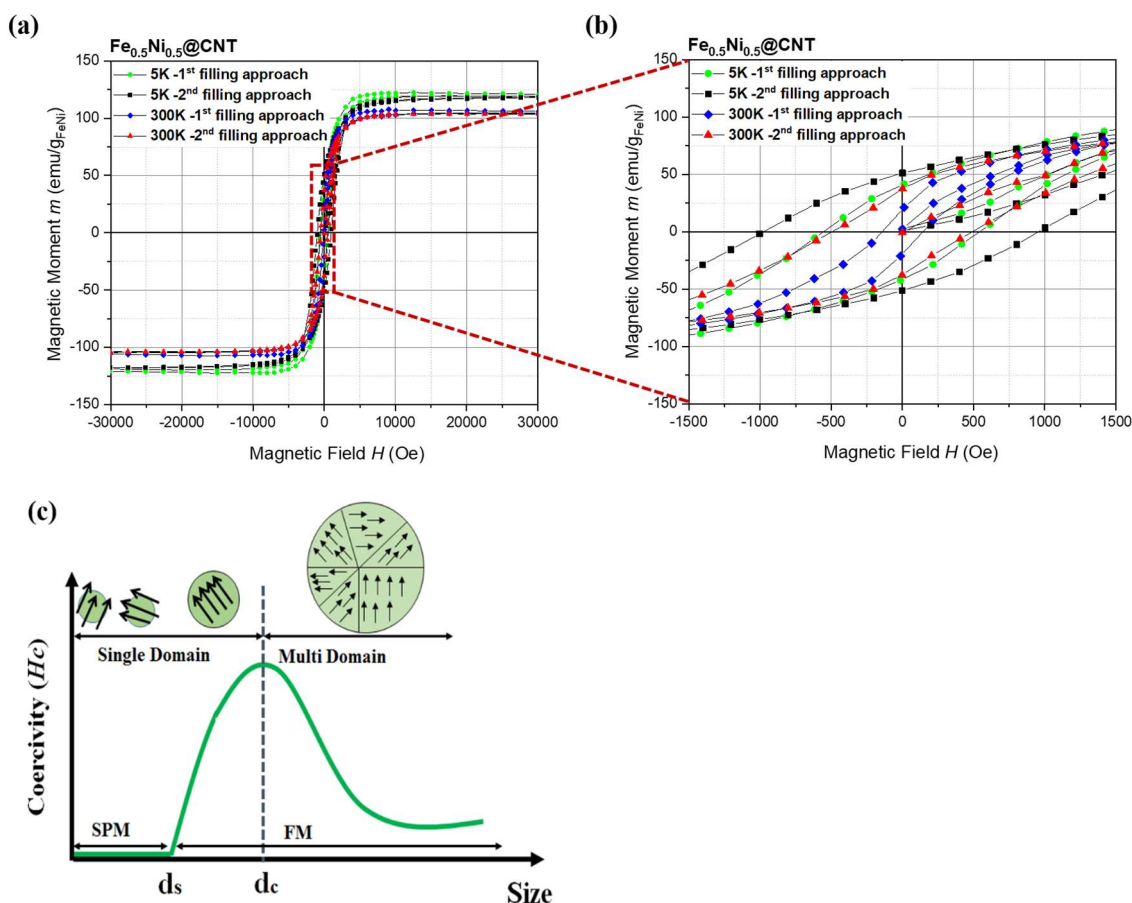 (a)
Fe0.5Ni0.5@CNT
5K -1st filling approach
5K -2nd filling approach
300K -1st filling approach
300K -2nd filling approach
150
100
50
0
-50
-100
-150
Magnetic Moment m (emu/gFeNi)
-30000 -20000 -10000 0 10000 20000 30000
Magnetic Field H (Oe)
(b)
Fe0.5Ni0.5@CNT
5K -1st filling approach
5K -2nd filling approach
300K -1st filling approach
300K -2nd filling approach
150
100
50
0
-50
-100
-150
Magnetic Moment m (emu/gFeNi)
-1500 -1000 -500 0 500 1000 1500
Magnetic Field H (Oe)
(c)
Single Domain Multi Domain
Coercivity (Hc)
SPM FM
ds dc Size